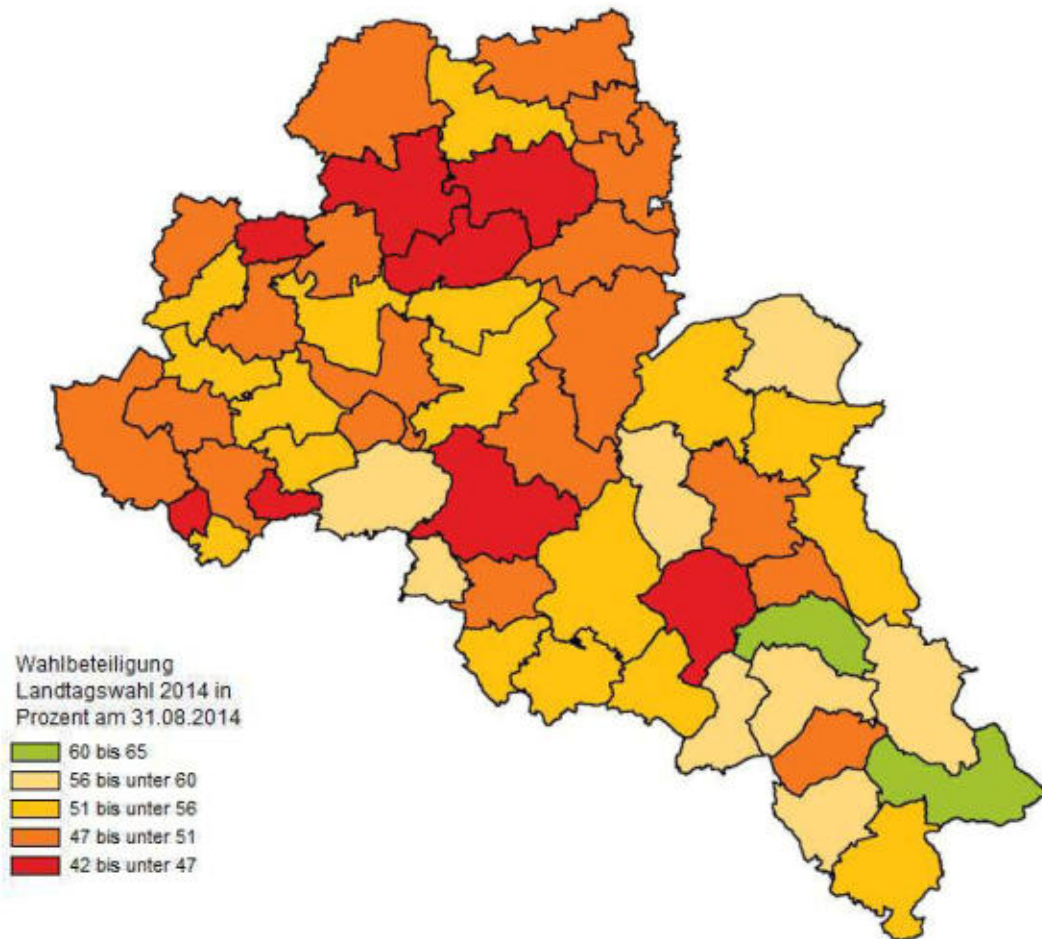 Wahlbeteiligung
Landtagswahl 2014 in
Prozent am 31.08.2014
60 bis 65
56 bis unter 60
51 bis unter 56
47 bis unter 51
42 bis unter 47